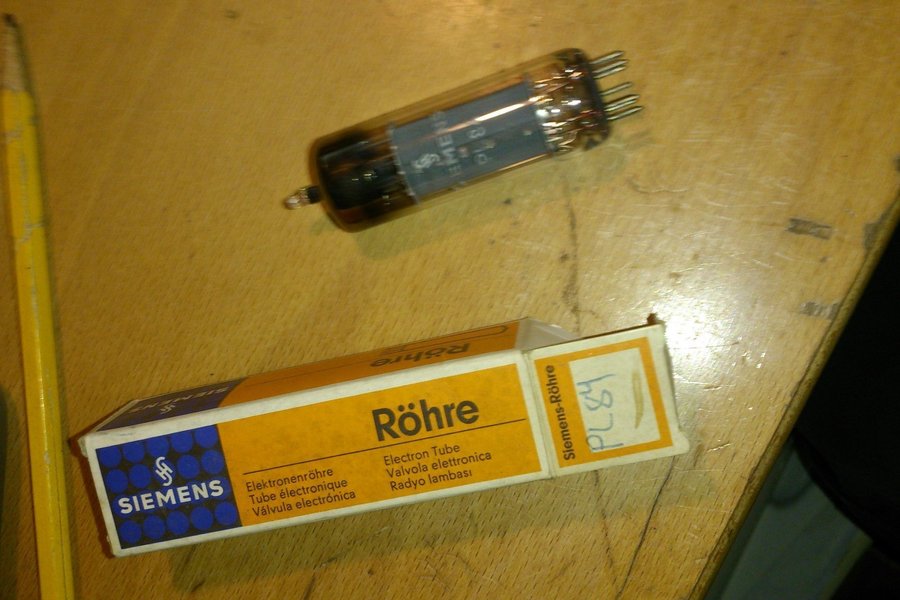 SIEMENS
Röhre
SIEMENS
Röhre
Elektronenröhre
Tube électronique
Válvula electrónica
Electron Tube
Valvola elettronica
Radyo lambası
Siemens-Röhre
PL84